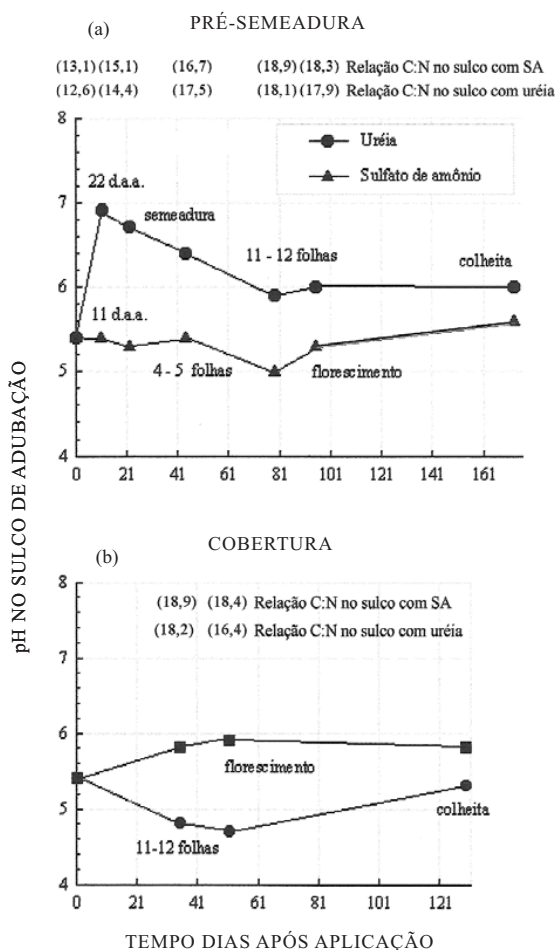 PRÉ-SEMEADURA
(a)
(13,1) (15,1) (16,7) (18,9) (18,3) Relação C:N no sulco com SA
(12,6) (14,4) (17,5) (18,1) (17,9) Relação C:N no sulco com uréia
8
Uréia
Sulfato de amônio
22 d.a.a.
7
semeadura
11 - 12 folhas
colheita
6
11 d.a.a.
5
4 - 5 folhas
florescimento
4
0 21 41 61 81 101 121 141 161
pH NO SULCO DE ADUBAÇÃO
COBERTURA
(b)
8
(18,9) (18,4) Relação C:N no sulco com SA
(18,2) (16,4) Relação C:N no sulco com uréia
7
6
florescimento
5
colheita
11-12 folhas
4
0 21 41 61 81 101 121
TEMPO DIAS APÓS APLICAÇÃO